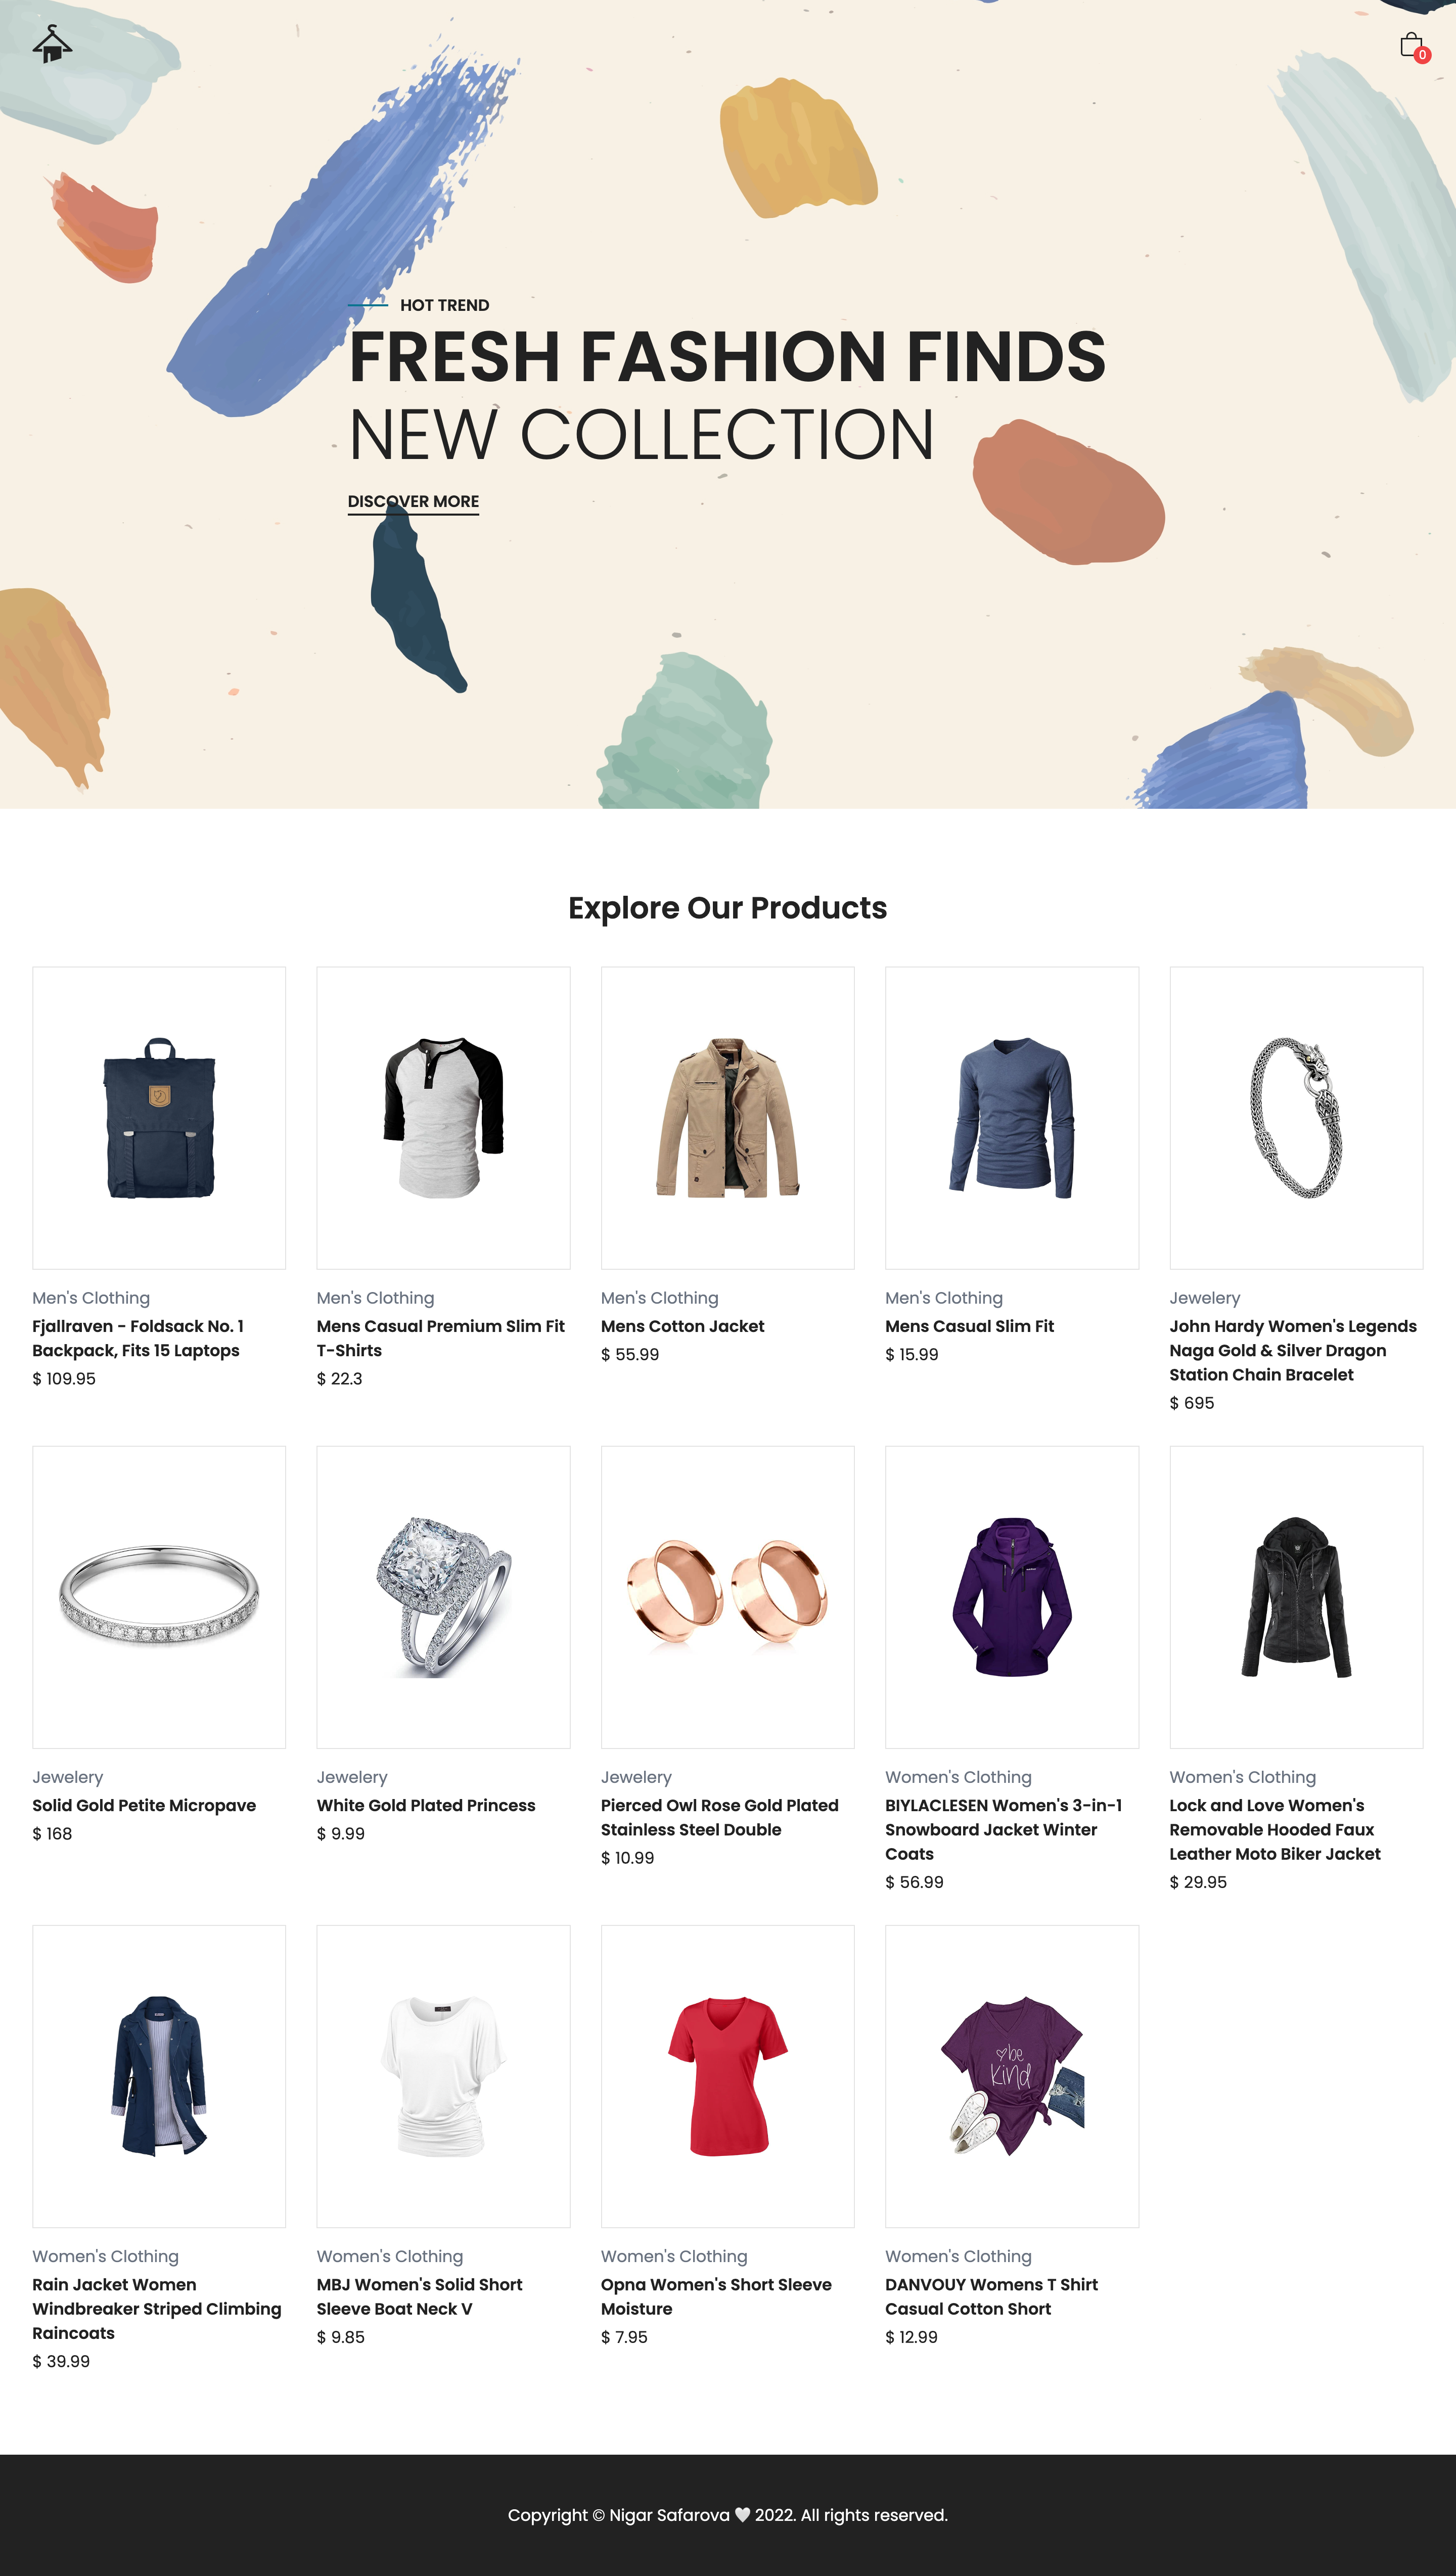 0
HOT TREND
FRESH FASHION FINDS
NEW COLLECTION
DISCOVER MORE
Explore Our Products
Men's Clothing
Fjallraven - Foldsack No. 1
Backpack, Fits 15 Laptops
$ 109.95
Men's Clothing
Mens Casual Premium Slim Fit
T-Shirts
$ 22.3
Men's Clothing
Mens Cotton Jacket
$ 55.99
Men's Clothing
Mens Casual Slim Fit
$ 15.99
Jewelery
John Hardy Women's Legends
Naga Gold & Silver Dragon
Station Chain Bracelet
$ 695
Jewelery
Solid Gold Petite Micropave
$ 168
Jewelery
White Gold Plated Princess
$ 9.99
Jewelery
Pierced Owl Rose Gold Plated
Stainless Steel Double
$ 10.99
Women's Clothing
BIYLACLESEN Women's 3-in-1
Snowboard Jacket Winter
Coats
$ 56.99
Women's Clothing
Lock and Love Women's
Removable Hooded Faux
Leather Moto Biker Jacket
$ 29.95
Women's Clothing
Rain Jacket Women
Windbreaker Striped Climbing
Raincoats
$ 39.99
Women's Clothing
MBJ Women's Solid Short
Sleeve Boat Neck V
$ 9.85
Women's Clothing
Opna Women's Short Sleeve
Moisture
$ 7.95
be
kind
Women's Clothing
DANVOUY Womens T Shirt
Casual Cotton Short
$ 12.99
Copyright © Nigar Safarova 🤍 2022. All rights reserved.